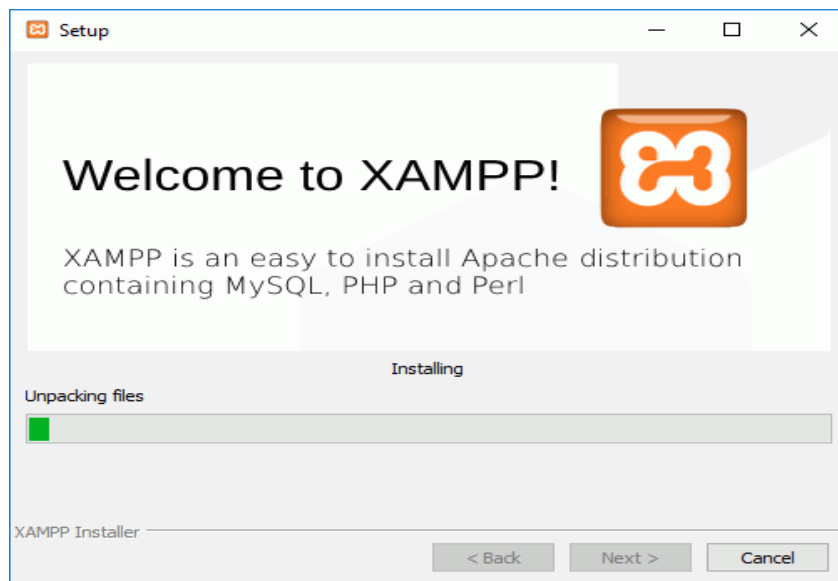 Setup
Welcome to XAMPP!
XAMPP is an easy to install Apache distribution
containing MySQL, PHP and Perl
Installing
Unpacking files
XAMPP Installer
< Back
Next >
Cancel